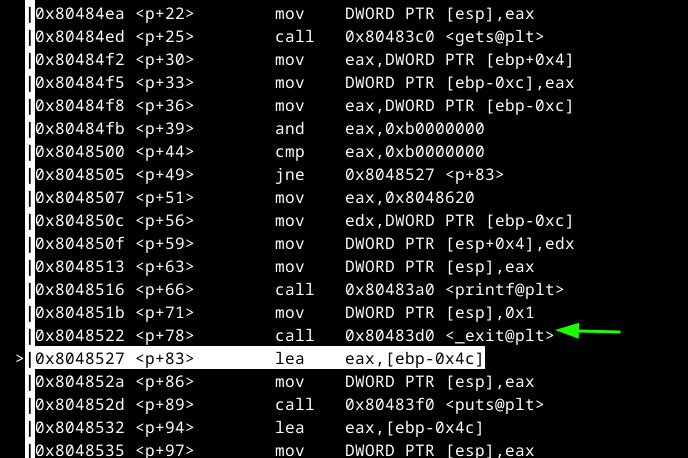 |0x80484ea <p+22> mov DWORD PTR [esp],eax
|0x80484ed <p+25> call 0x80483c0 <gets@plt>
|0x80484f2 <p+30> mov eax,DWORD PTR [ebp+0x4]
|0x80484f5 <p+33> mov DWORD PTR [ebp-0xc],eax
|0x80484f8 <p+36> mov eax,DWORD PTR [ebp-0xc]
|0x80484fb <p+39> and eax,0xb0000000
|0x8048500 <p+44> cmp eax,0xb0000000
|0x8048505 <p+49> jne 0x8048527 <p+83>
|0x8048507 <p+51> mov eax,0x8048620
|0x804850c <p+56> mov edx,DWORD PTR [ebp-0xc]
|0x804850f <p+59> mov DWORD PTR [esp+0x4],edx
|0x8048513 <p+63> mov DWORD PTR [esp],eax
|0x8048516 <p+66> call 0x80483a0 <printf@plt>
|0x804851b <p+71> mov DWORD PTR [esp],0x1
|0x8048522 <p+78> call 0x80483d0 <_exit@plt>
>|0x8048527 <p+83> lea eax,[ebp-0x4c]
|0x804852a <p+86> mov DWORD PTR [esp],eax
|0x804852d <p+89> call 0x80483f0 <puts@plt>
|0x8048532 <p+94> lea eax,[ebp-0x4c]
|0x8048535 <p+97> mov DWORD PTR [esp],eax